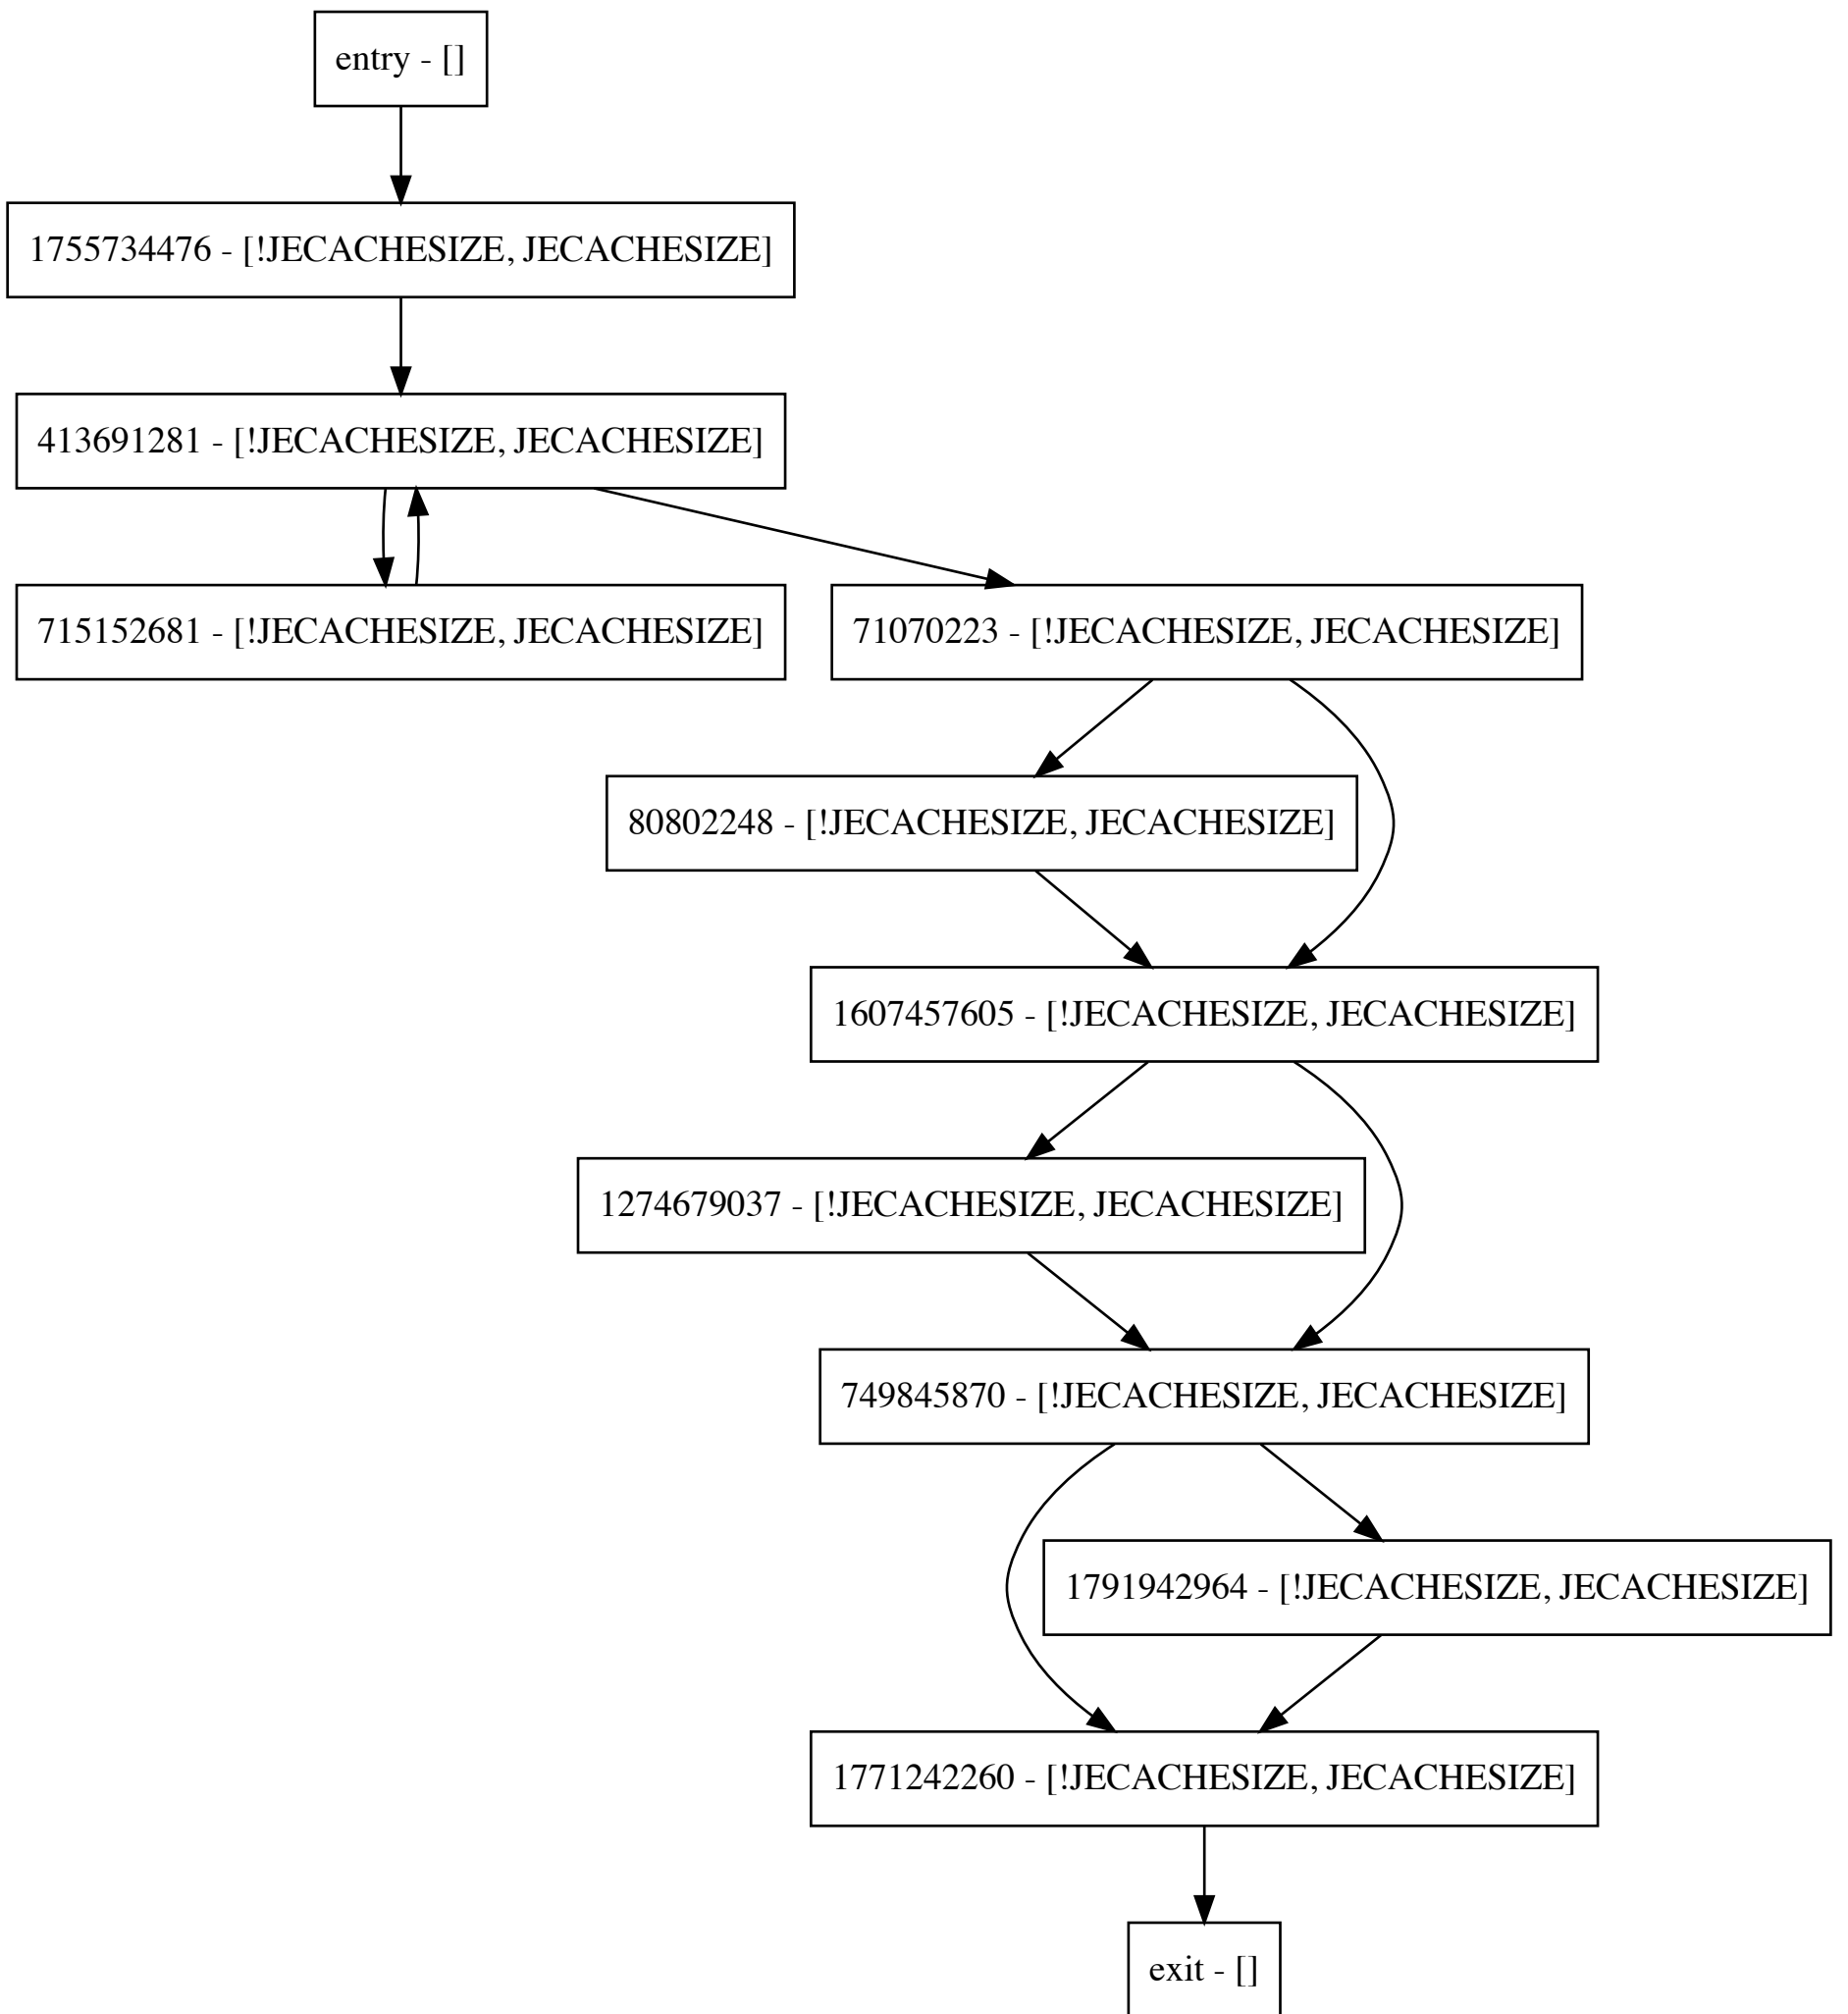 entry - []
1755734476 - [!JECACHESIZE, JECACHESIZE]
413691281 - [!JECACHESIZE, JECACHESIZE]
715152681 - [!JECACHESIZE, JECACHESIZE]
71070223 - [!JECACHESIZE, JECACHESIZE]
80802248 - [!JECACHESIZE, JECACHESIZE]
1607457605 - [!JECACHESIZE, JECACHESIZE]
1274679037 - [!JECACHESIZE, JECACHESIZE]
749845870 - [!JECACHESIZE, JECACHESIZE]
1791942964 - [!JECACHESIZE, JECACHESIZE]
1771242260 - [!JECACHESIZE, JECACHESIZE]
exit - []